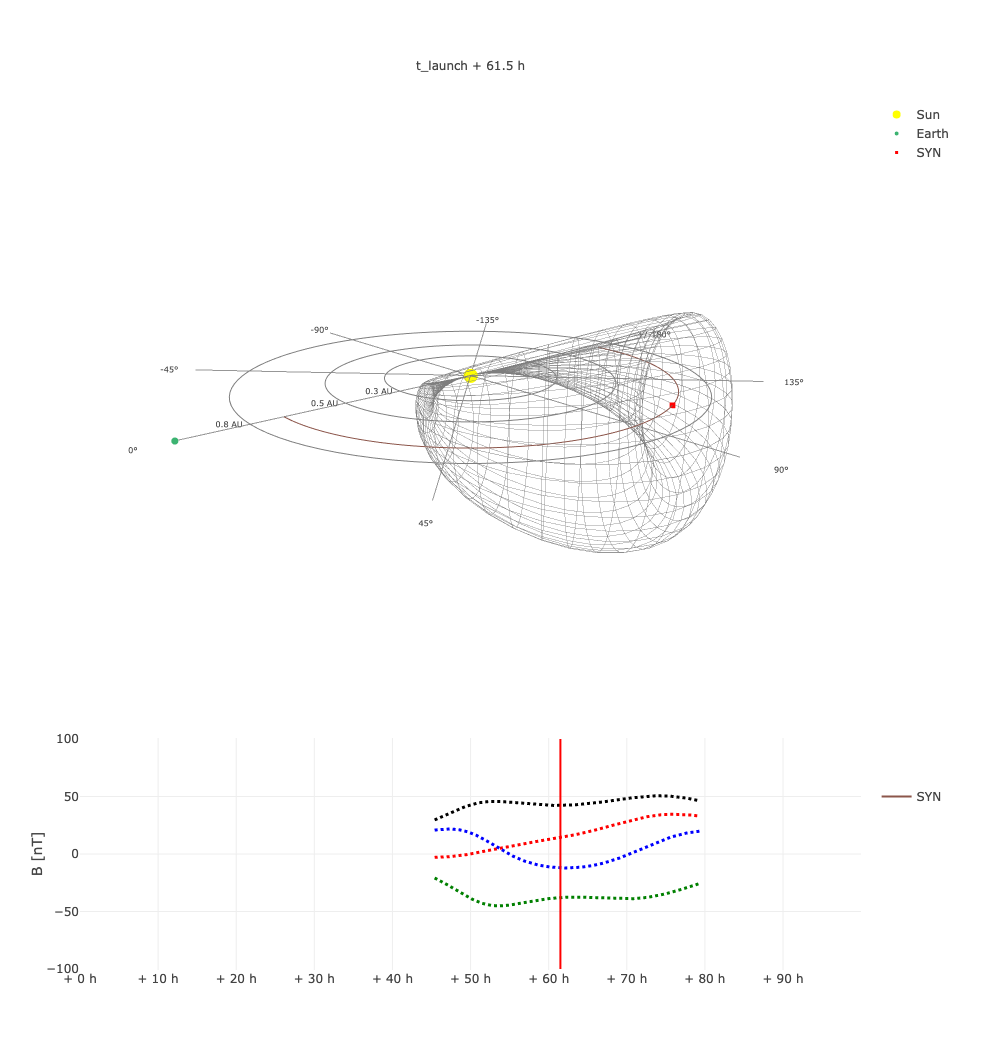 t_launch + 61.5 h
Sun
Earth
SYN
-135°
-90°
+/-180°
-45°
135°
0.3 AU
0.5 AU
0.8 AU
0°
90°
45°
100
50
0
−50
−100
B [nT]
+ 0 h
+ 10 h
+ 20 h
+ 30 h
+ 40 h
+ 50 h
+ 60 h
+ 70 h
+ 80 h
+ 90 h
SYN